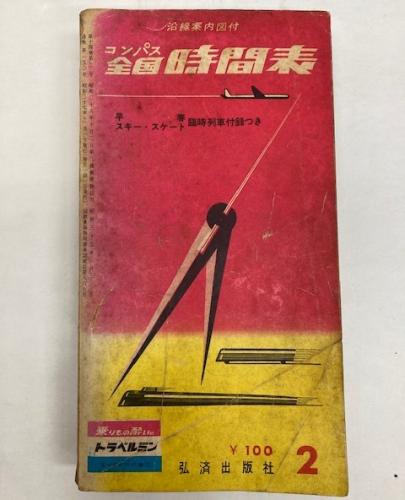 沿線案内図付
コンパス
全国時間表
早春
スキー・スケート 臨時列車付録つき
乗りもの酔いに
トラベルミン
¥100
弘済出版社
2